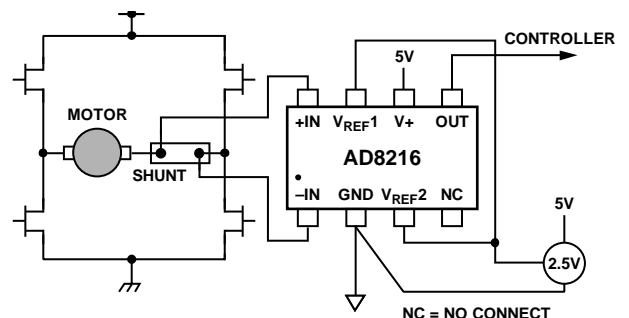 CONTROLLER
5V
MOTOR
+IN VREF1 V+ OUT
AD8216
SHUNT
–IN GND VREF2 NC
5V
2.5V
NC = NO CONNECT